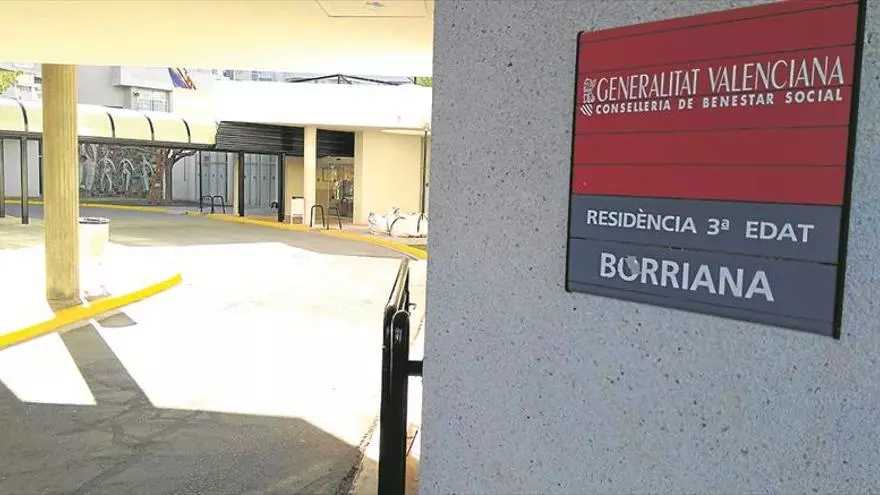 GENERALITAT VALENCIANA
CONSELLERIA DE BENESTAR SOCIAL
RESIDÈNCIA 3ª EDAT
BORRIANA